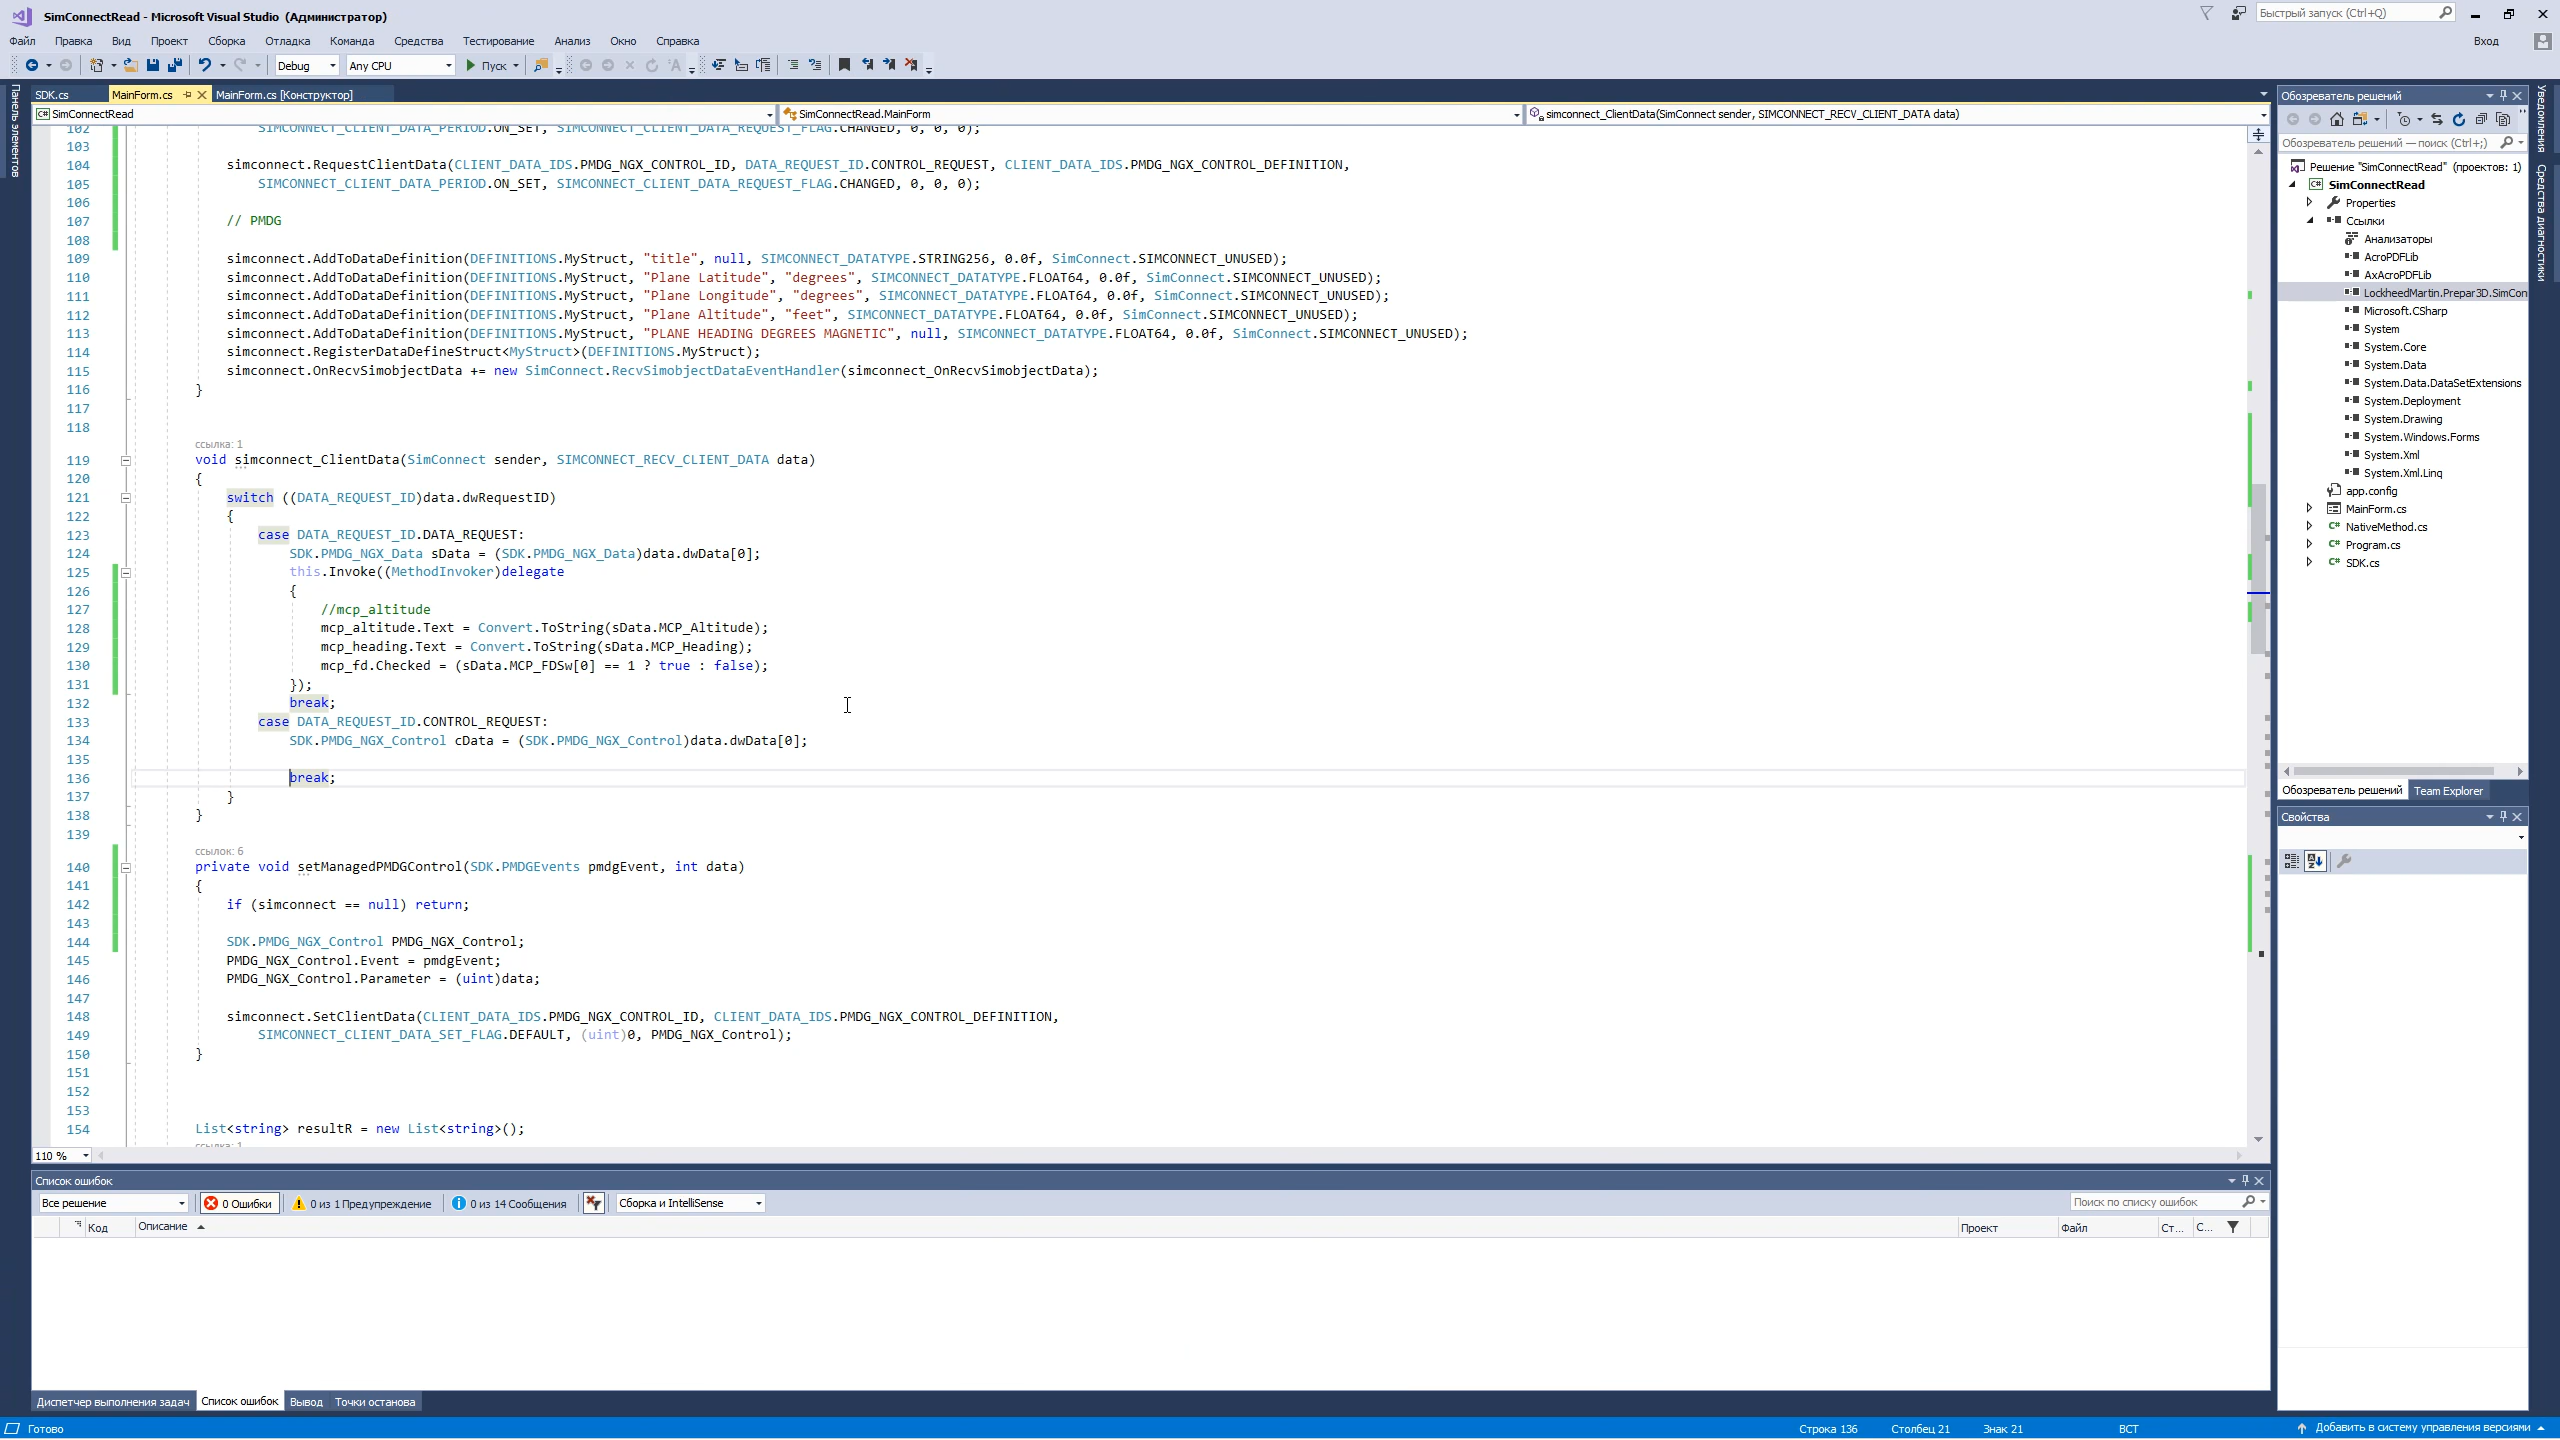 SimConnectRead - Microsoft Visual Studio (Администратор)
Быстрый запуск (Ctrl+Q)
Файл Правка Вид Проект Сборка Отладка Команда Средства Тестирование Анализ Окно Справка
Вход
Debug Any CPU Пуск
Панель элементов
SDK.cs MainForm.cs MainForm.cs [Конструктор]
SimConnectRead SimConnectRead.MainForm simconnect_ClientData(SimConnect sender, SIMCONNECT_RECV_CLIENT_DATA data)
102 SIMCONNECT_CLIENT_DATA_PERIOD.ON_SET, SIMCONNECT_CLIENT_DATA_REQUEST_FLAG.CHANGED, 0, 0, 0);
103
104 simconnect.RequestClientData(CLIENT_DATA_IDS.PMDG_NGX_CONTROL_ID, DATA_REQUEST_ID.CONTROL_REQUEST, CLIENT_DATA_IDS.PMDG_NGX_CONTROL_DEFINITION,
105 SIMCONNECT_CLIENT_DATA_PERIOD.ON_SET, SIMCONNECT_CLIENT_DATA_REQUEST_FLAG.CHANGED, 0, 0, 0);
106
107 // PMDG
108
109 simconnect.AddToDataDefinition(DEFINITIONS.MyStruct, "title", null, SIMCONNECT_DATATYPE.STRING256, 0.0f, SimConnect.SIMCONNECT_UNUSED);
110 simconnect.AddToDataDefinition(DEFINITIONS.MyStruct, "Plane Latitude", "degrees", SIMCONNECT_DATATYPE.FLOAT64, 0.0f, SimConnect.SIMCONNECT_UNUSED);
111 simconnect.AddToDataDefinition(DEFINITIONS.MyStruct, "Plane Longitude", "degrees", SIMCONNECT_DATATYPE.FLOAT64, 0.0f, SimConnect.SIMCONNECT_UNUSED);
112 simconnect.AddToDataDefinition(DEFINITIONS.MyStruct, "Plane Altitude", "feet", SIMCONNECT_DATATYPE.FLOAT64, 0.0f, SimConnect.SIMCONNECT_UNUSED);
113 simconnect.AddToDataDefinition(DEFINITIONS.MyStruct, "PLANE HEADING DEGREES MAGNETIC", null, SIMCONNECT_DATATYPE.FLOAT64, 0.0f, SimConnect.SIMCONNECT_UNUSED);
114 simconnect.RegisterDataDefineStruct<MyStruct>(DEFINITIONS.MyStruct);
115 simconnect.OnRecvSimobjectData += new SimConnect.RecvSimobjectDataEventHandler(simconnect_OnRecvSimobjectData);
116 }
117
118
ссылка: 1
119 void simconnect_ClientData(SimConnect sender, SIMCONNECT_RECV_CLIENT_DATA data)
120 {
121 switch ((DATA_REQUEST_ID)data.dwRequestID)
122 {
123 case DATA_REQUEST_ID.DATA_REQUEST:
124 SDK.PMDG_NGX_Data sData = (SDK.PMDG_NGX_Data)data.dwData[0];
125 this.Invoke((MethodInvoker)delegate
126 {
127 //mcp_altitude
128 mcp_altitude.Text = Convert.ToString(sData.MCP_Altitude);
129 mcp_heading.Text = Convert.ToString(sData.MCP_Heading);
130 mcp_fd.Checked = (sData.MCP_FDSw[0] == 1 ? true : false);
131 });
132 break;
133 case DATA_REQUEST_ID.CONTROL_REQUEST:
134 SDK.PMDG_NGX_Control cData = (SDK.PMDG_NGX_Control)data.dwData[0];
135
136 break;
137 }
138 }
139
ссылок: 6
140 private void setManagedPMDGControl(SDK.PMDGEvents pmdgEvent, int data)
141 {
142 if (simconnect == null) return;
143
144 SDK.PMDG_NGX_Control PMDG_NGX_Control;
145 PMDG_NGX_Control.Event = pmdgEvent;
146 PMDG_NGX_Control.Parameter = (uint)data;
147
148 simconnect.SetClientData(CLIENT_DATA_IDS.PMDG_NGX_CONTROL_ID, CLIENT_DATA_IDS.PMDG_NGX_CONTROL_DEFINITION,
149 SIMCONNECT_CLIENT_DATA_SET_FLAG.DEFAULT, (uint)0, PMDG_NGX_Control);
150 }
151
152
153
154 List<string> resultR = new List<string>();
ссылка: 1
110 %
Обозреватель решений
Обозреватель решений — поиск (Ctrl+;)
Решение "SimConnectRead" (проектов: 1)
SimConnectRead
Properties
Ссылки
Анализаторы
AcroPDFLib
AxAcroPDFLib
LockheedMartin.Prepar3D.SimCon
Microsoft.CSharp
System
System.Core
System.Data
System.Data.DataSetExtensions
System.Deployment
System.Drawing
System.Windows.Forms
System.Xml
System.Xml.Linq
app.config
MainForm.cs
NativeMethod.cs
Program.cs
SDK.cs
Обозреватель решений Team Explorer
Свойства
Уведомления
Средства диагностики
Список ошибок
Все решение 0 Ошибки 0 из 1 Предупреждение 0 из 14 Сообщения Сборка и IntelliSense Поиск по списку ошибок
Код Описание Проект Файл Ст... С...
Диспетчер выполнения задач Список ошибок Вывод Точки останова
Готово Строка 136 Столбец 21 Знак 21 ВСТ Добавить в систему управления версиями